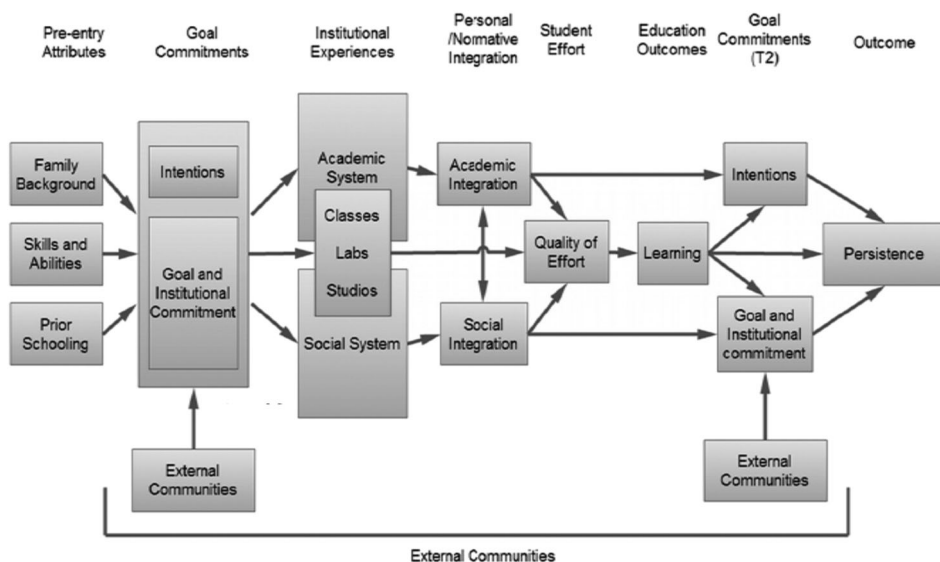 Pre-entry
Attributes
Goal
Commitments
Institutional
Experiences
Personal
/Normative
Integration
Student
Effort
Education
Outcomes
Goal
Commitments
(T2)
Outcome
Family
Background
Skills and
Abilities
Prior
Schooling
Intentions
Goal and
Institutional
Commitment
Academic
System
Classes
Labs
Studios
Social System
Academic
Integration
Social
Integration
Quality of
Effort
Learning
Intentions
Goal and
Institutional
commitment
Persistence
External
Communities
External
Communities
External Communities